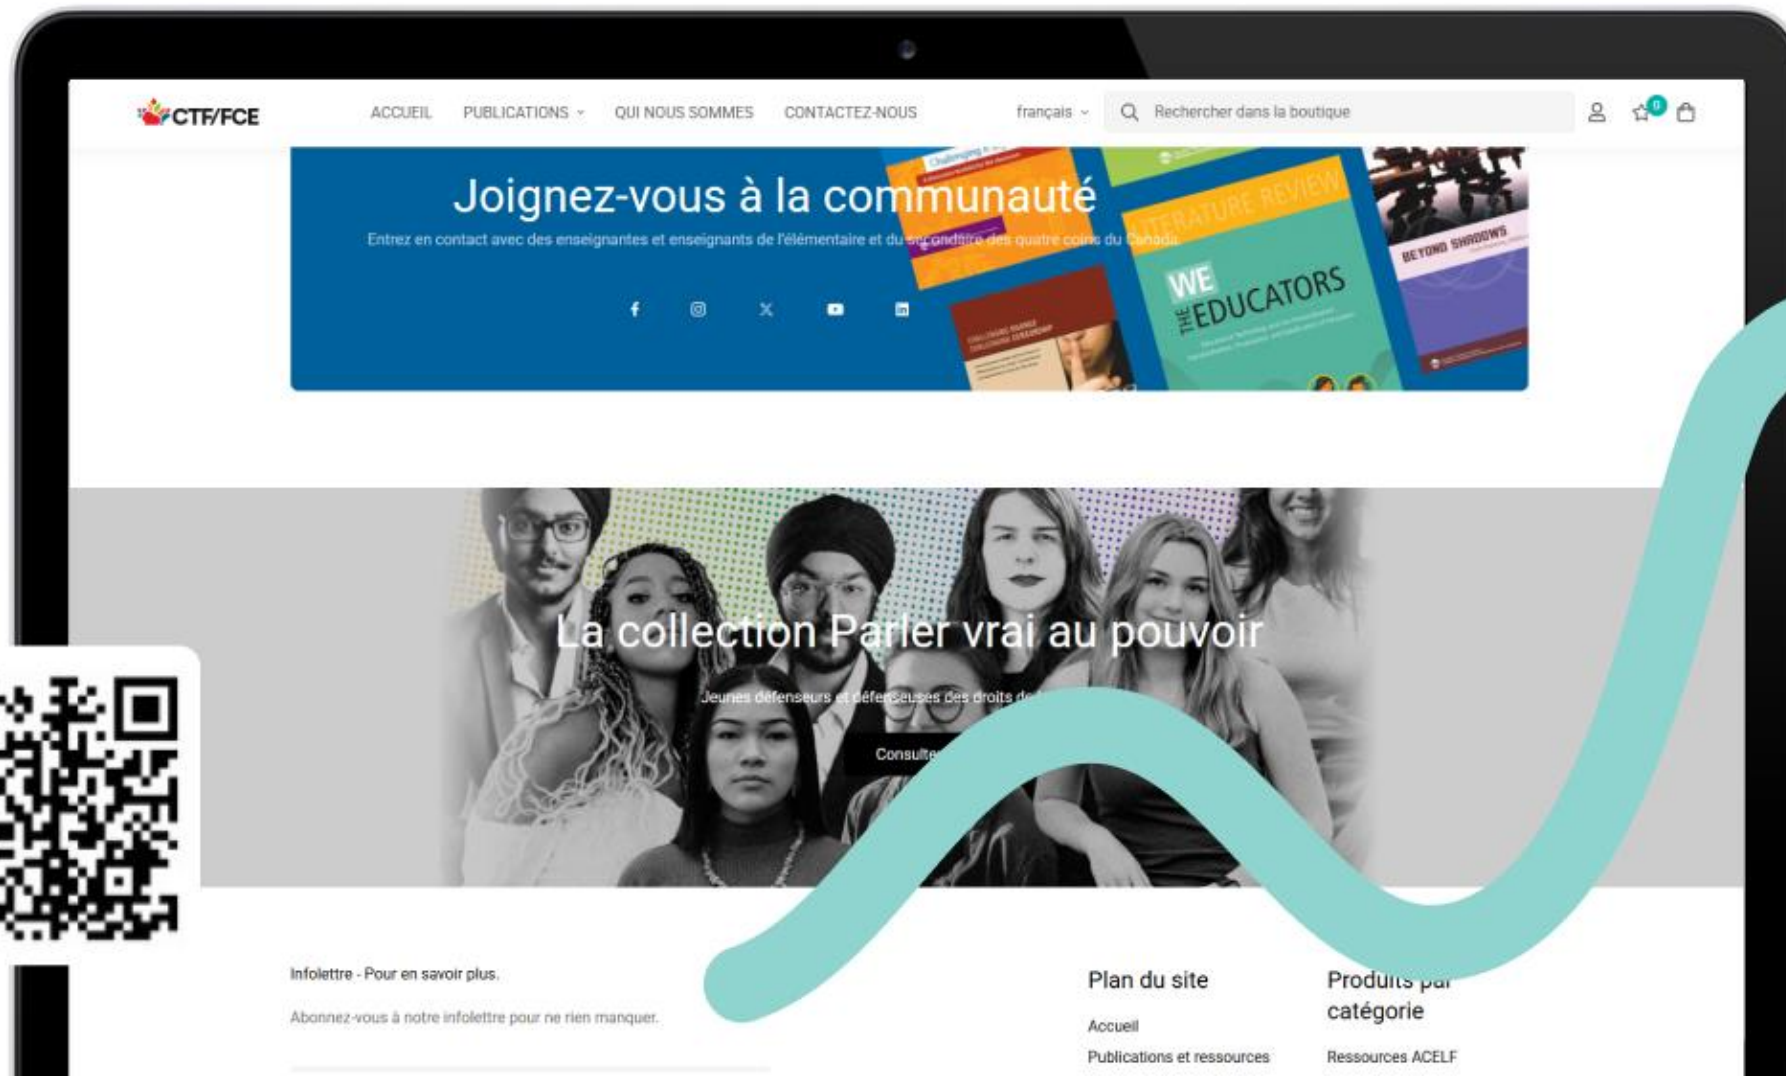 CTF/FCE
ACCUEIL PUBLICATIONS QUI NOUS SOMMES CONTACTEZ-NOUS français Rechercher dans la boutique 0
Joignez-vous à la communauté
Entrez en contact avec des enseignantes et enseignants de l'élémentaire et du secondaire des quatre coins du Canada.
LITERATURE REVIEW
BEYOND SHADOWS
WE
THE EDUCATORS
La collection Parler vrai au pouvoir
Jeunes défenseurs et défenseuses des droits de
Consulter
Infolettre - Pour en savoir plus.
Abonnez-vous à notre infolettre pour ne rien manquer.
Plan du site
Accueil
Publications et ressources
Produits par
catégorie
Ressources ACELF